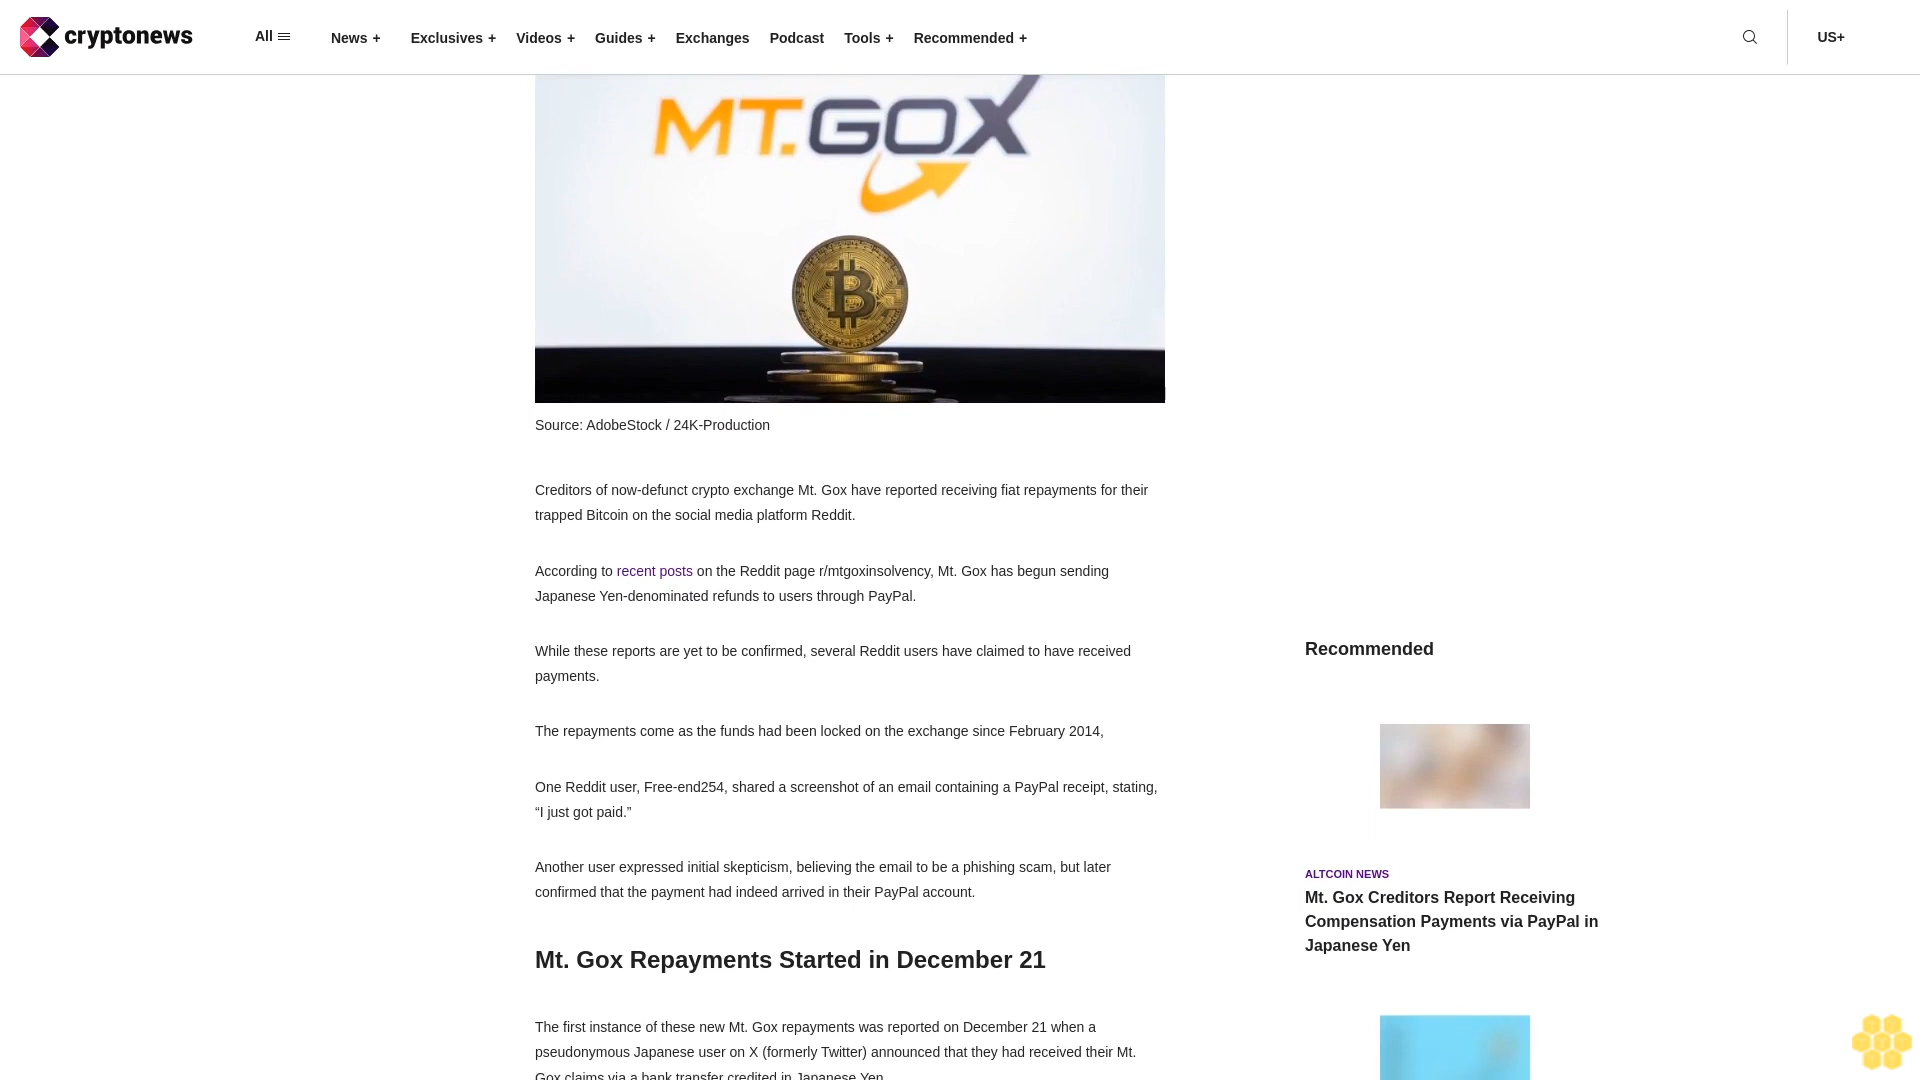 cryptonews
All
News +
Exclusives +
Videos +
Guides +
Exchanges
Podcast
Tools +
Recommended +
US+
MT.GOX
Source: AdobeStock / 24K-Production
Creditors of now-defunct crypto exchange Mt. Gox have reported receiving fiat repayments for their
trapped Bitcoin on the social media platform Reddit.
According to recent posts on the Reddit page r/mtgoxinsolvency, Mt. Gox has begun sending
Japanese Yen-denominated refunds to users through PayPal.
While these reports are yet to be confirmed, several Reddit users have claimed to have received
payments.
The repayments come as the funds had been locked on the exchange since February 2014,
One Reddit user, Free-end254, shared a screenshot of an email containing a PayPal receipt, stating,
“I just got paid.”
Another user expressed initial skepticism, believing the email to be a phishing scam, but later
confirmed that the payment had indeed arrived in their PayPal account.
Mt. Gox Repayments Started in December 21
The first instance of these new Mt. Gox repayments was reported on December 21 when a
pseudonymous Japanese user on X (formerly Twitter) announced that they had received their Mt.
Gox claims via a bank transfer credited in Japanese Yen.
Recommended
ALTCOIN NEWS
Mt. Gox Creditors Report Receiving
Compensation Payments via PayPal in
Japanese Yen